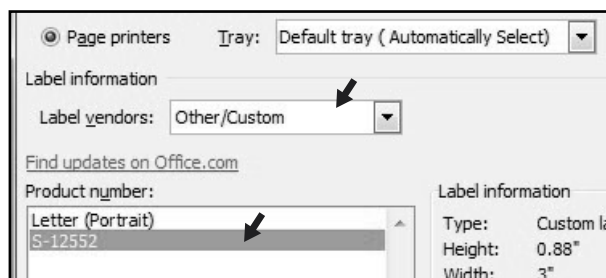 Page printers Tray: Default tray ( Automatically Select)
Label information
Label vendors: Other/Custom
Find updates on Office.com
Product number:
Label information
Letter (Portrait)
S-12552
Type: Custom
Height: 0.88"
Width: 3"